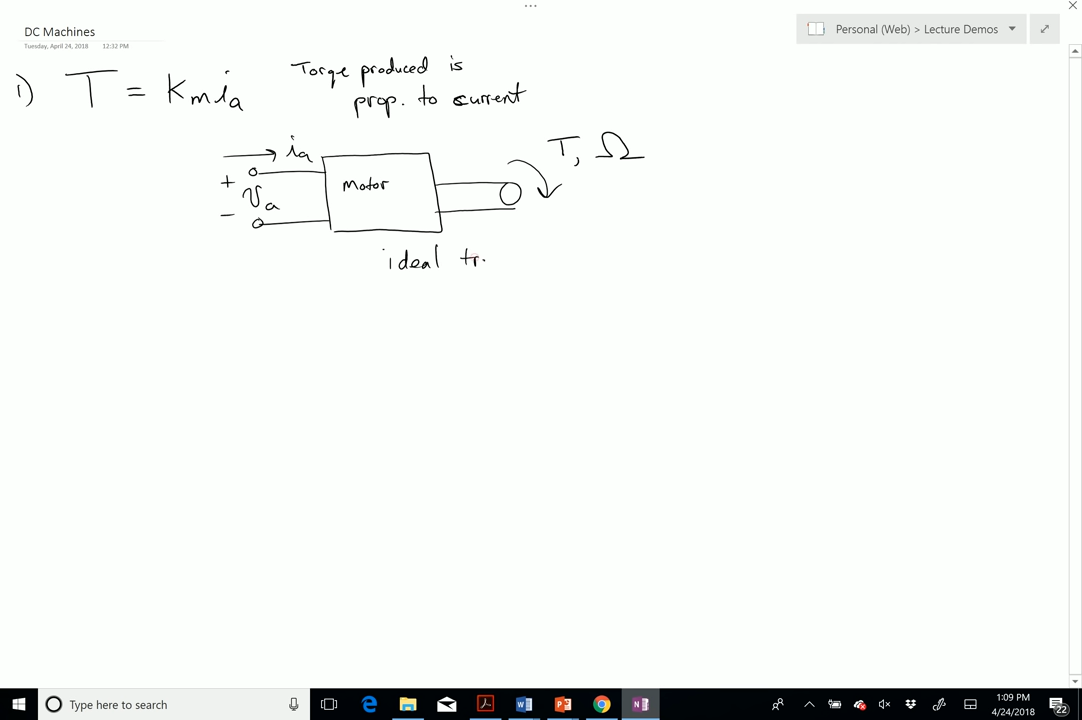 DC Machines
Tuesday, April 24, 2018 12:32 PM
Personal (Web) > Lecture Demos
1) T = Kmia
Torqe produced is
prop. to current
ia
T, Ω
+
Va
-
Motor
ideal tr.
Type here to search
1:09 PM
4/24/2018
22